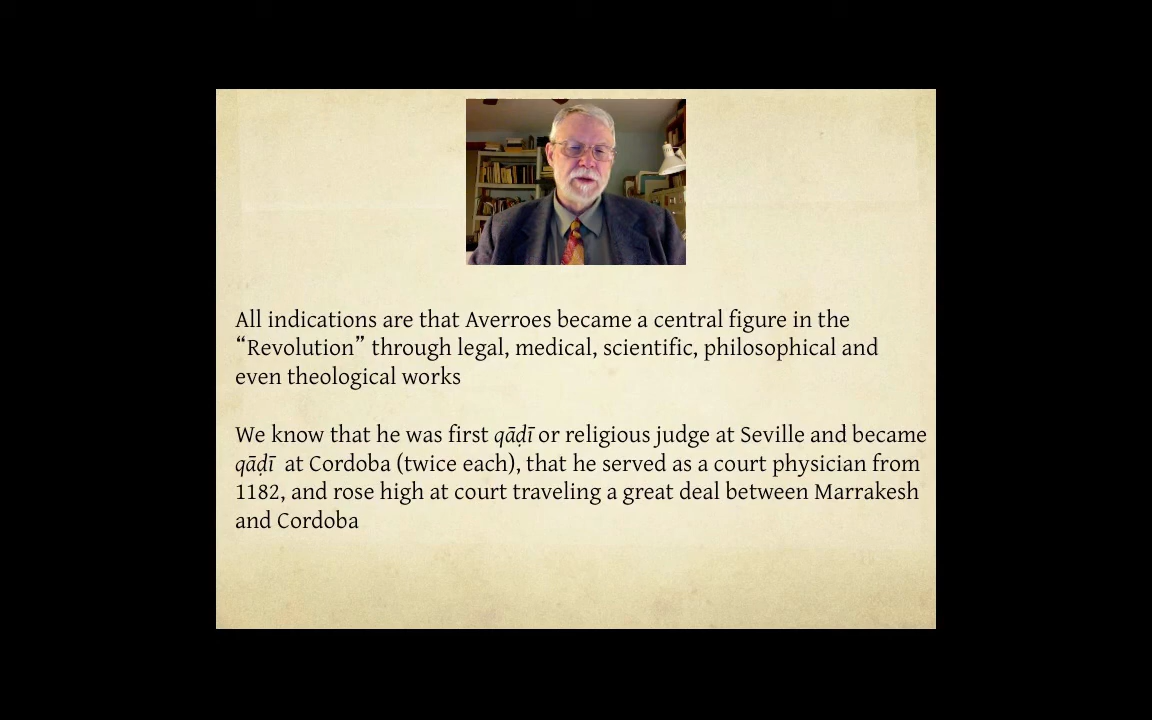 All indications are that Averroes became a central figure in the
“Revolution” through legal, medical, scientific, philosophical and
even theological works
We know that he was first qāḍī or religious judge at Seville and became
qāḍī at Cordoba (twice each), that he served as a court physician from
1182, and rose high at court traveling a great deal between Marrakesh
and Cordoba